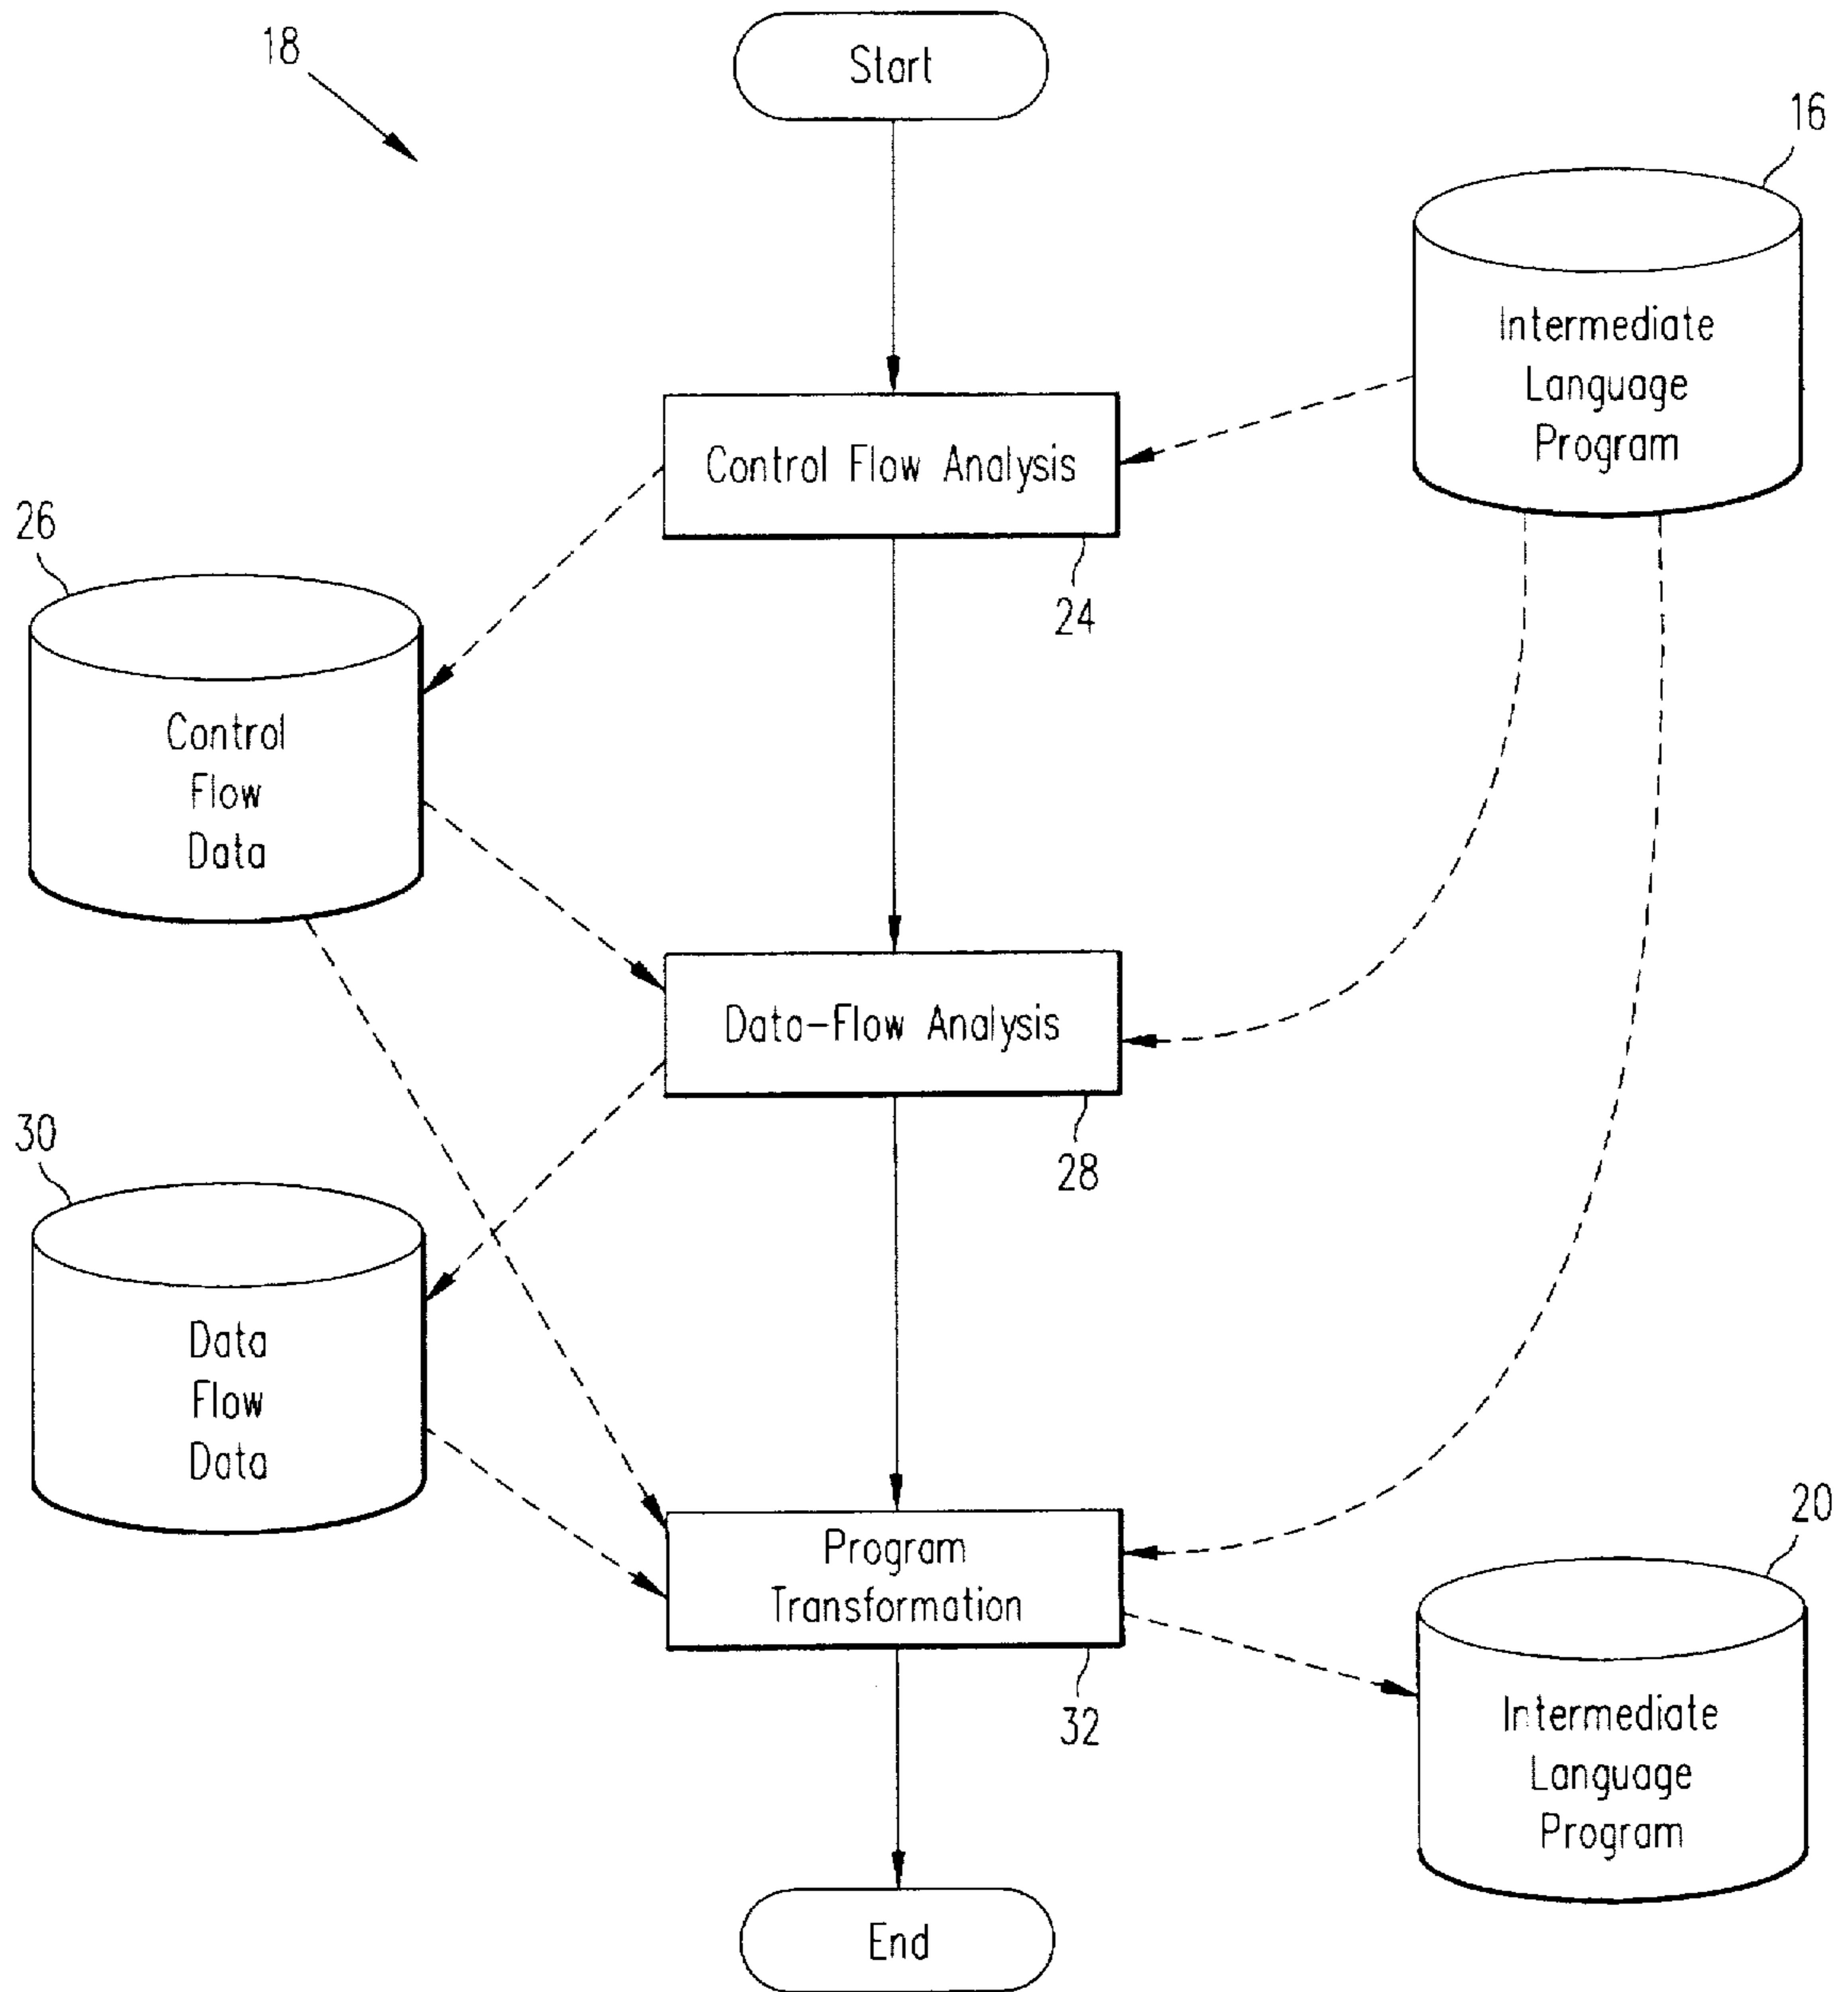 18
Start
16
Intermediate
Language
Program
Control Flow Analysis
24
26
Control
Flow
Data
Data-Flow Analysis
28
30
Data
Flow
Data
Program
Transformation
32
20
Intermediate
Language
Program
End